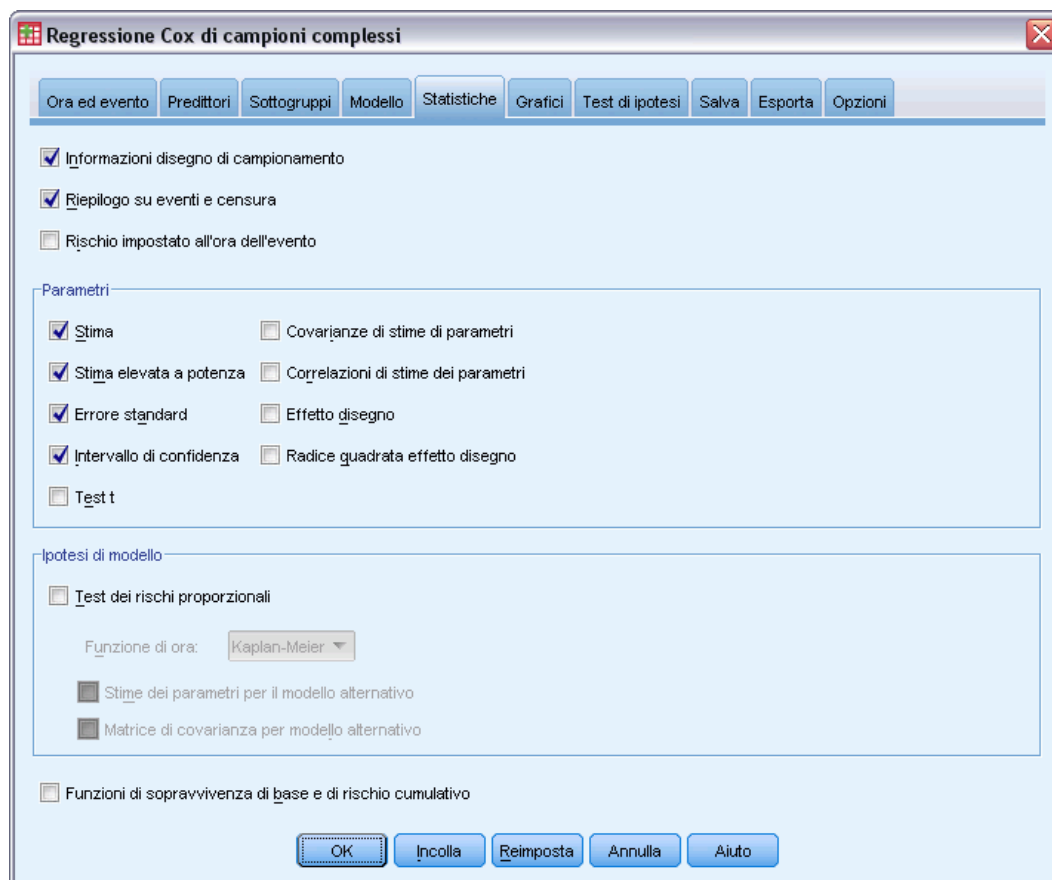 Regressione Cox di campioni complessi
Ora ed evento Predittori Sottogruppi Modello Statistiche Grafici Test di ipotesi Salva Esporta Opzioni
Informazioni disegno di campionamento
Riepilogo su eventi e censura
Rischio impostato all'ora dell'evento
Parametri
Stima Covarianze di stime di parametri
Stima elevata a potenza Correlazioni di stime dei parametri
Errore standard Effetto disegno
Intervallo di confidenza Radice quadrata effetto disegno
Test t
Ipotesi di modello
Test dei rischi proporzionali
Funzione di ora: Kaplan-Meier
Stime dei parametri per il modello alternativo
Matrice di covarianza per modello alternativo
Funzioni di sopravvivenza di base e di rischio cumulativo
OK Incolla Reimposta Annulla Aiuto